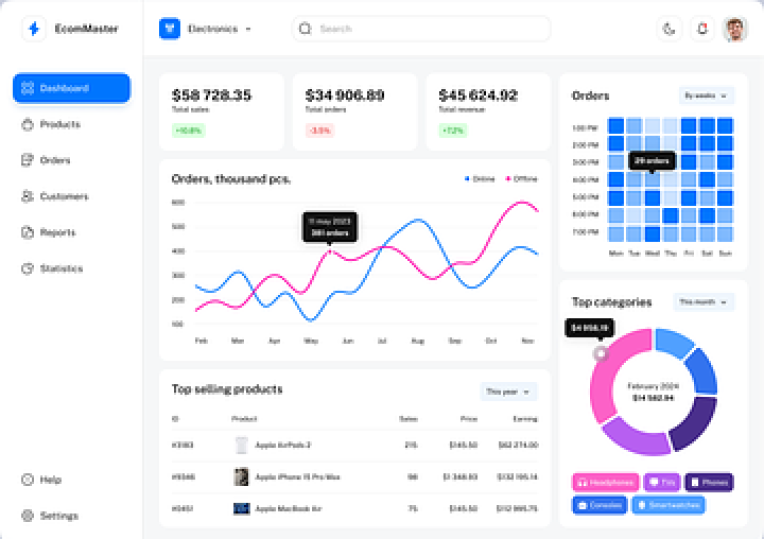 EcomMaster
Electronics
Search
Dashboard
Products
Orders
Customers
Reports
Statistics
Help
Settings
$58 728.35
Total sales
+10.8%
$34 906.89
Total orders
-3.5%
$45 624.92
Total revenue
+7.2%
Orders, thousand pcs.
Online
Offline
600
500
400
300
200
100
11 may 2023
381 orders
Feb Mar Apr May Jun Jul Aug Sep Oct Nov
Top selling products
This year
ID Product Sales Price Earning
#3183 Apple AirPods 2 215 $145.50 $62 274.00
#9346 Apple iPhone 15 Pro Max 98 $1 348.93 $132 195.14
Apple MacBook Air 75 $145.50 $112 995.75
Orders
By weeks
1:00 PM
2:00 PM
3:00 PM
4:00 PM
5:00 PM
6:00 PM
7:00 PM
29 orders
Mon Tue Wed Thu Fri Sat Sun
Top categories
This month
$4 958.19
February 2024
$14 582.94
Headphones
TVs
Phones
Consoles
Smartwatches